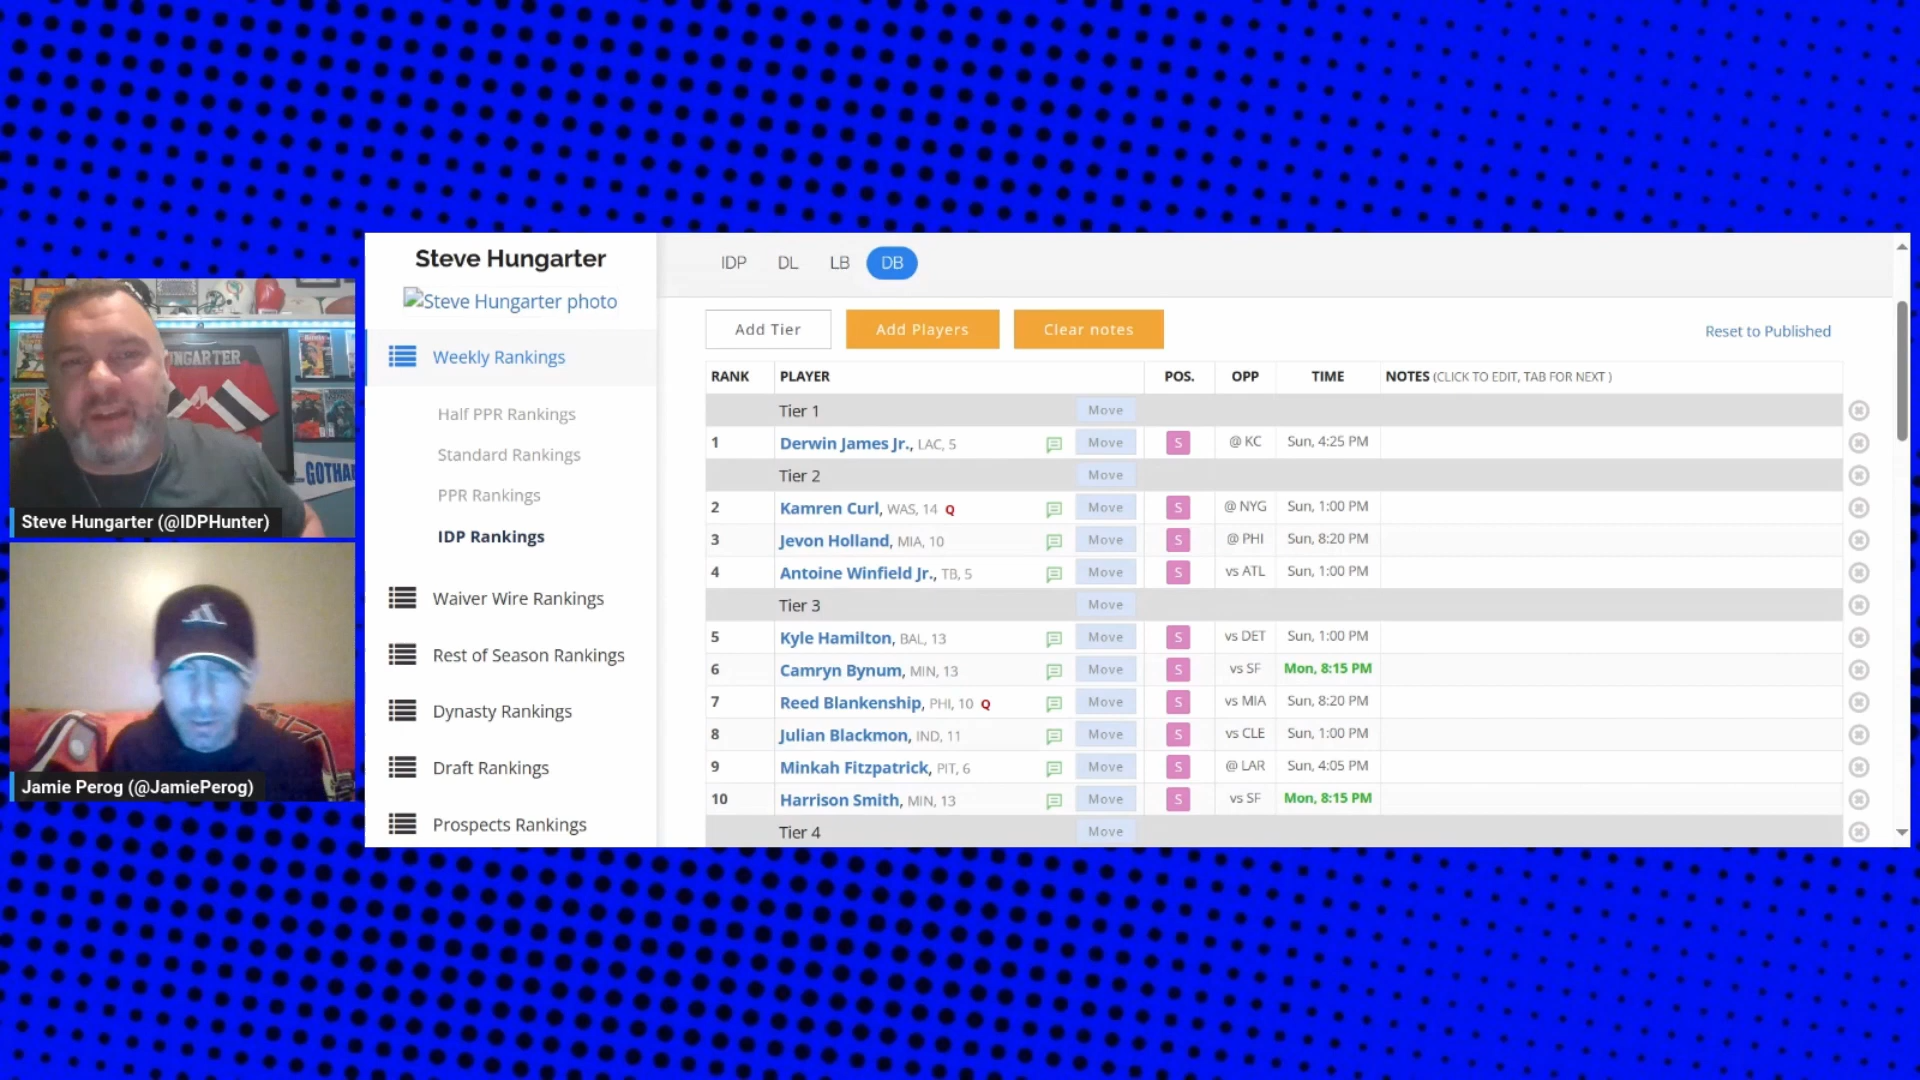 Steve Hungarter
Steve Hungarter photo
Weekly Rankings
Half PPR Rankings
Standard Rankings
PPR Rankings
IDP Rankings
Waiver Wire Rankings
Rest of Season Rankings
Dynasty Rankings
Draft Rankings
Prospects Rankings
IDP DL LB DB
Add Tier Add Players Clear notes Reset to Published
RANK PLAYER POS. OPP TIME NOTES (CLICK TO EDIT, TAB FOR NEXT )
Tier 1 Move
1 Derwin James Jr., LAC, 5 Move S @ KC Sun, 4:25 PM
Tier 2 Move
2 Kamren Curl, WAS, 14 Q Move S @ NYG Sun, 1:00 PM
3 Jevon Holland, MIA, 10 Move S @ PHI Sun, 8:20 PM
4 Antoine Winfield Jr., TB, 5 Move S vs ATL Sun, 1:00 PM
Tier 3 Move
5 Kyle Hamilton, BAL, 13 Move S vs DET Sun, 1:00 PM
6 Camryn Bynum, MIN, 13 Move S vs SF Mon, 8:15 PM
7 Reed Blankenship, PHI, 10 Q Move S vs MIA Sun, 8:20 PM
8 Julian Blackmon, IND, 11 Move S vs CLE Sun, 1:00 PM
9 Minkah Fitzpatrick, PIT, 6 Move S @ LAR Sun, 4:05 PM
10 Harrison Smith, MIN, 13 Move S vs SF Mon, 8:15 PM
Tier 4 Move
UNGARTER
GOTHA
Steve Hungarter (@IDPHunter)
Jamie Perog (@JamiePerog)